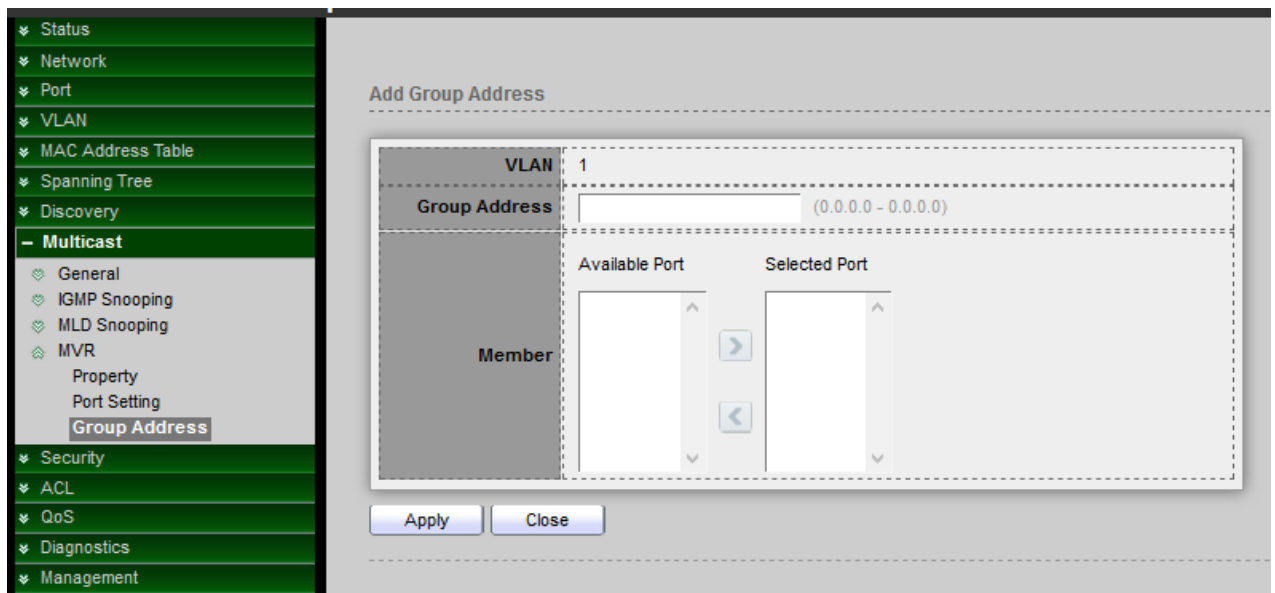 Status
Network
Port
VLAN
MAC Address Table
Spanning Tree
Discovery
Multicast
General
IGMP Snooping
MLD Snooping
MVR
Property
Port Setting
Group Address
Security
ACL
QoS
Diagnostics
Management
Add Group Address
VLAN 1
Group Address (0.0.0.0 - 0.0.0.0)
Member
Available Port Selected Port
Apply Close